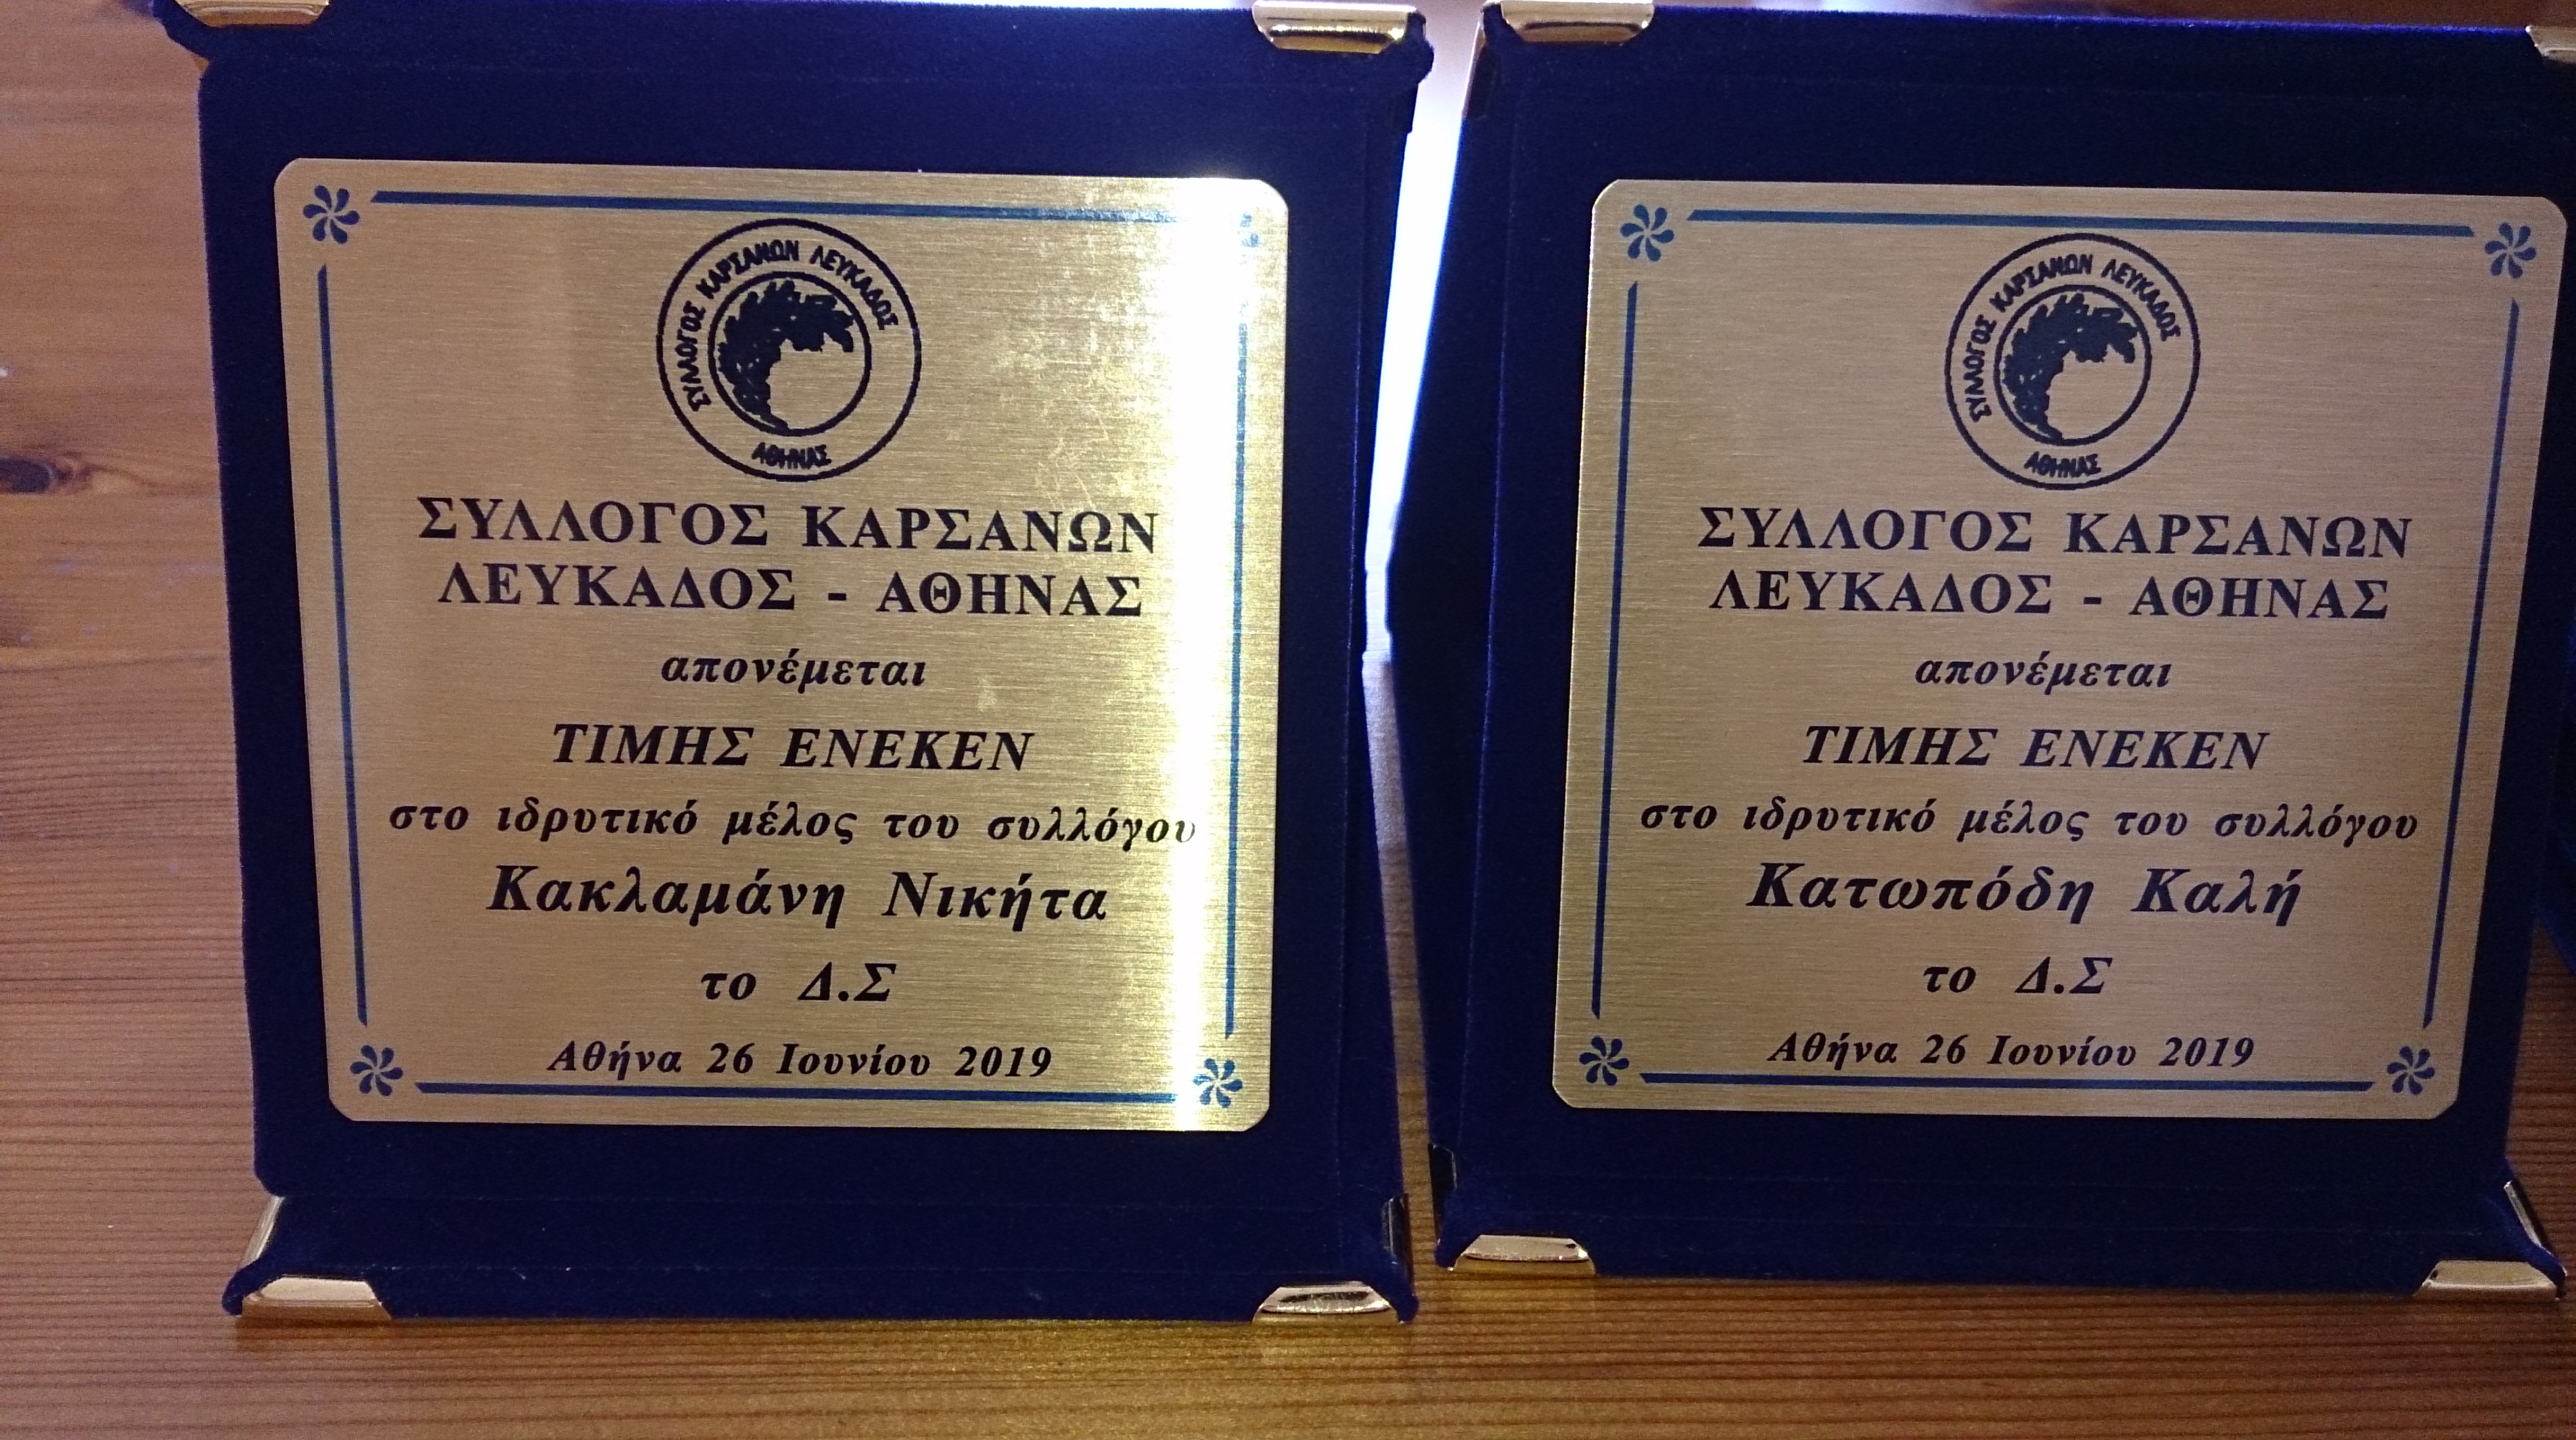 ΣΥΛΛΟΓΟΣ ΚΑΡΣΑΝΩΝ ΛΕΥΚΑΔΟΣ
ΑΘΗΝΑΣ
ΣΥΛΛΟΓΟΣ ΚΑΡΣΑΝΩΝ
ΛΕΥΚΑΔΟΣ - ΑΘΗΝΑΣ
απονέμεται
ΤΙΜΗΣ ΕΝΕΚΕΝ
στο ιδρυτικό μέλος του συλλόγου
Κακλαμάνη Νικήτα
το Δ.Σ
Αθήνα 26 Ιουνίου 2019
ΣΥΛΛΟΓΟΣ ΚΑΡΣΑΝΩΝ ΛΕΥΚΑΔΟΣ
ΑΘΗΝΑΣ
ΣΥΛΛΟΓΟΣ ΚΑΡΣΑΝΩΝ
ΛΕΥΚΑΔΟΣ - ΑΘΗΝΑΣ
απονέμεται
ΤΙΜΗΣ ΕΝΕΚΕΝ
στο ιδρυτικό μέλος του συλλόγου
Κατωπόδη Καλή
το Δ.Σ
Αθήνα 26 Ιουνίου 2019